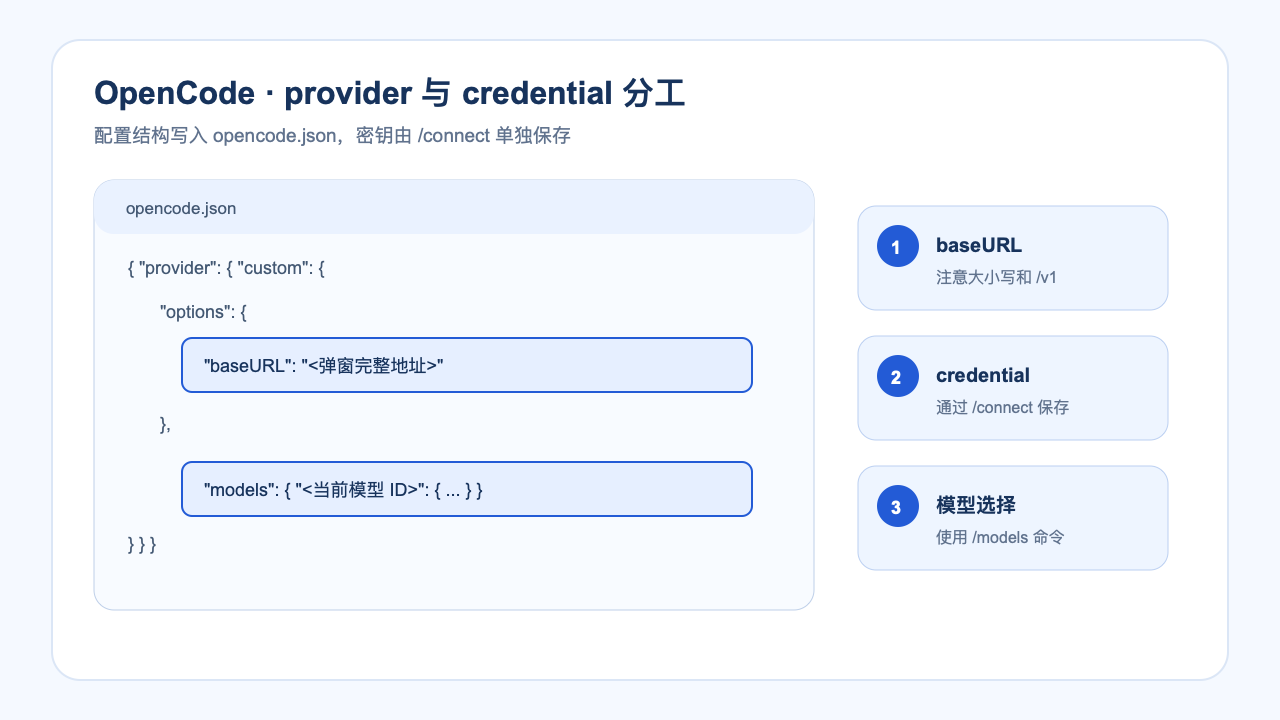 OpenCode · provider 与 credential 分工
配置结构写入 opencode.json，密钥由 /connect 单独保存
opencode.json
{ "provider": { "custom": {
"options": {
"baseURL": "<弹窗完整地址>"
},
"models": { "<当前模型 ID>": { ... } }
} } }
1
baseURL
注意大小写和 /v1
2
credential
通过 /connect 保存
3
模型选择
使用 /models 命令